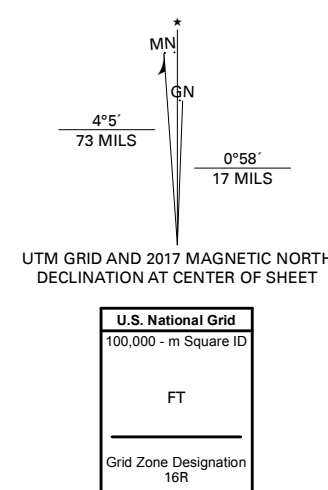 MN
GN
4°5´
73 MILS
0°58´
17 MILS
UTM GRID AND 2017 MAGNETIC NORTH
DECLINATION AT CENTER OF SHEET
U.S. National Grid
100,000 - m Square ID
FT
Grid Zone Designation
16R